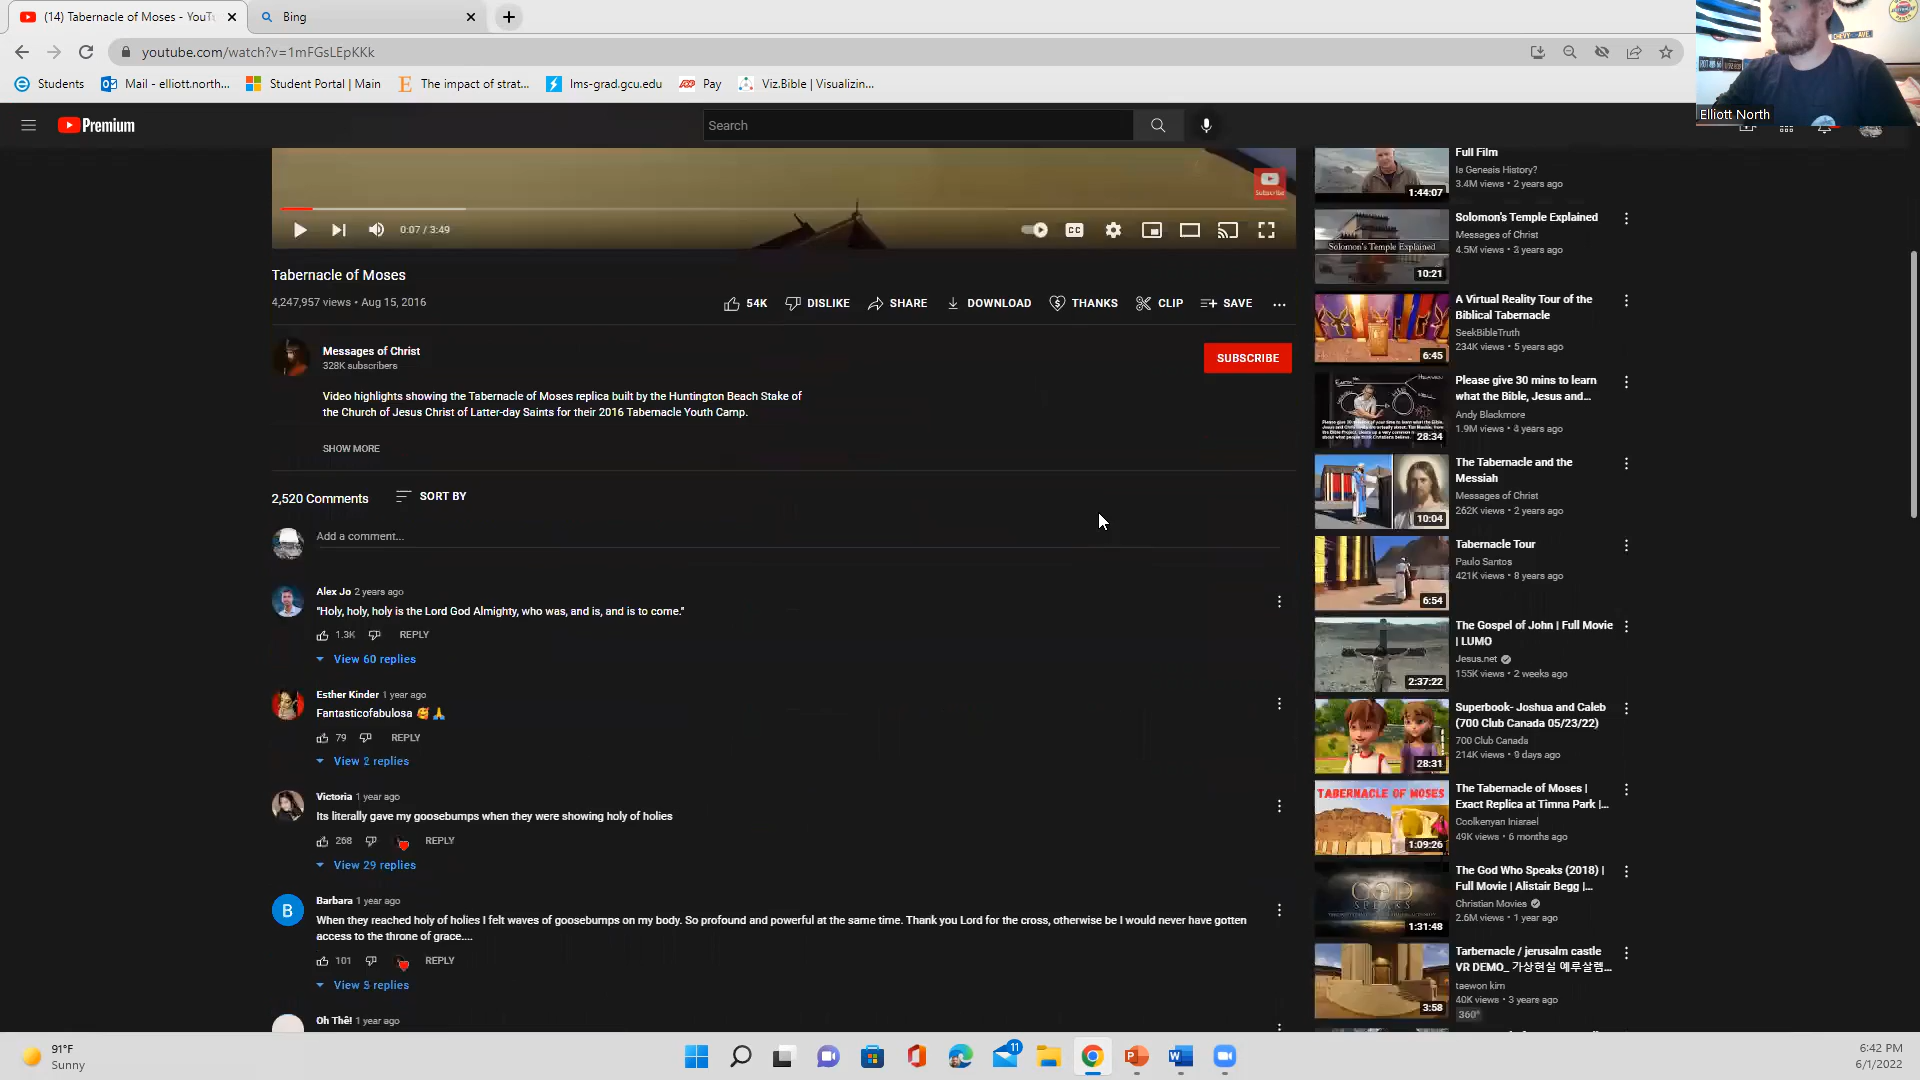 (14) Tabernacle of Moses - YouT
Bing
youtube.com/watch?v=1mFGsLEpKKk
Students
Mail - elliott.north...
Student Portal | Main
The impact of strat...
lms-grad.gcu.edu
Pay
Viz.Bible | Visualizin...
Elliott North
Premium
Search
Subscribe
0:07 / 3:49
CC
Tabernacle of Moses
4,247,957 views • Aug 15, 2016
54K
DISLIKE
SHARE
DOWNLOAD
THANKS
CLIP
SAVE
Messages of Christ
328K subscribers
SUBSCRIBE
Video highlights showing the Tabernacle of Moses replica built by the Huntington Beach Stake of
the Church of Jesus Christ of Latter-day Saints for their 2016 Tabernacle Youth Camp.
SHOW MORE
2,520 Comments
SORT BY
Add a comment...
Alex Jo 2 years ago
"Holy, holy, holy is the Lord God Almighty, who was, and is, and is to come."
1.3K
REPLY
View 60 replies
Esther Kinder 1 year ago
Fantasticofabulosa 🥰 🙏
79
REPLY
View 2 replies
Victoria 1 year ago
Its literally gave my goosebumps when they were showing holy of holies
268
REPLY
View 29 replies
B
Barbara 1 year ago
When they reached holy of holies I felt waves of goosebumps on my body. So profound and powerful at the same time. Thank you Lord for the cross, otherwise be I would never have gotten
access to the throne of grace....
101
REPLY
View 5 replies
Oh Thê! 1 year ago
Full Film
Is Genesis History?
3.4M views • 2 years ago
1:44:07
Solomon's Temple Explained
Messages of Christ
4.5M views • 3 years ago
Solomon's Temple Explained
10:21
A Virtual Reality Tour of the
Biblical Tabernacle
SeekBibleTruth
234K views • 5 years ago
6:45
Please give 30 mins to learn
what the Bible, Jesus and...
Andy Blackmore
1.9M views • 4 years ago
28:34
The Tabernacle and the
Messiah
Messages of Christ
262K views • 2 years ago
10:04
Tabernacle Tour
Paulo Santos
421K views • 8 years ago
6:54
The Gospel of John | Full Movie
| LUMO
Jesus.net
155K views • 2 weeks ago
2:37:22
Superbook- Joshua and Caleb
(700 Club Canada 05/23/22)
700 Club Canada
214K views • 9 days ago
28:31
TABERNACLE OF MOSES
The Tabernacle of Moses |
Exact Replica at Timna Park |...
Coolkenyan Inisrael
49K views • 6 months ago
1:09:26
GOD
SPEAKS
The God Who Speaks (2018) |
Full Movie | Alistair Begg |...
Christian Movies
2.6M views • 1 year ago
1:31:48
Tarbernacle / jerusalm castle
VR DEMO_ 가상현실 예루살렘...
taewon kim
40K views • 3 years ago
3:58
360°
91°F
Sunny
11
6:42 PM
6/1/2022